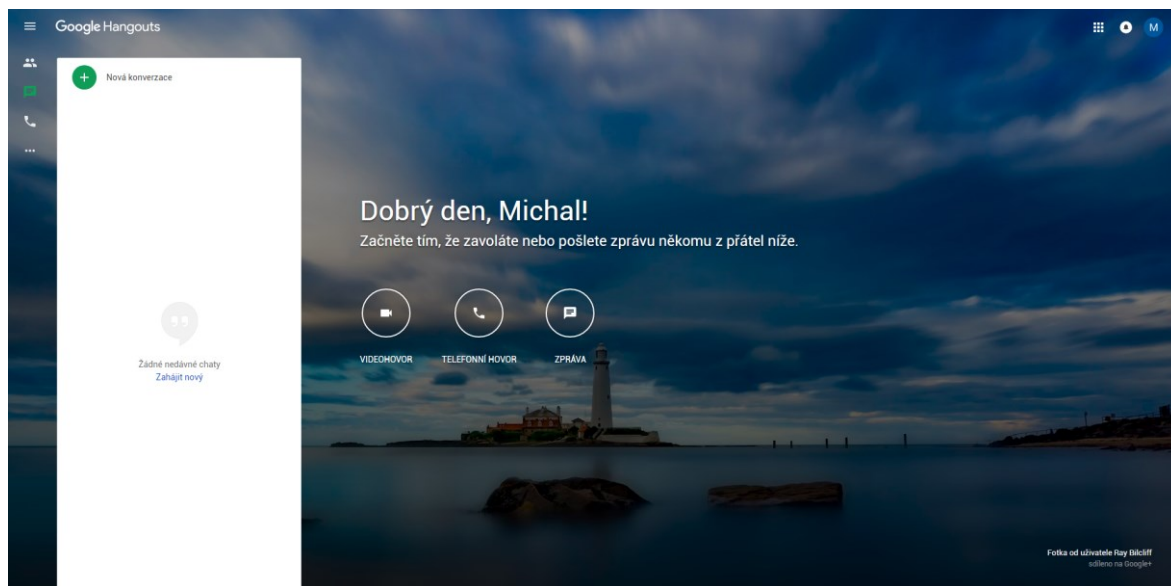 Google Hangouts
M
Nová konverzace
Žádné nedávné chaty
Zahájit nový
Dobrý den, Michal!
Začněte tím, že zavoláte nebo pošlete zprávu někomu z přátel níže.
VIDEOHOVOR TELEFONNÍ HOVOR ZPRÁVA
Fotka od uživatele Ray Bilcliff
sdíleno na Google+